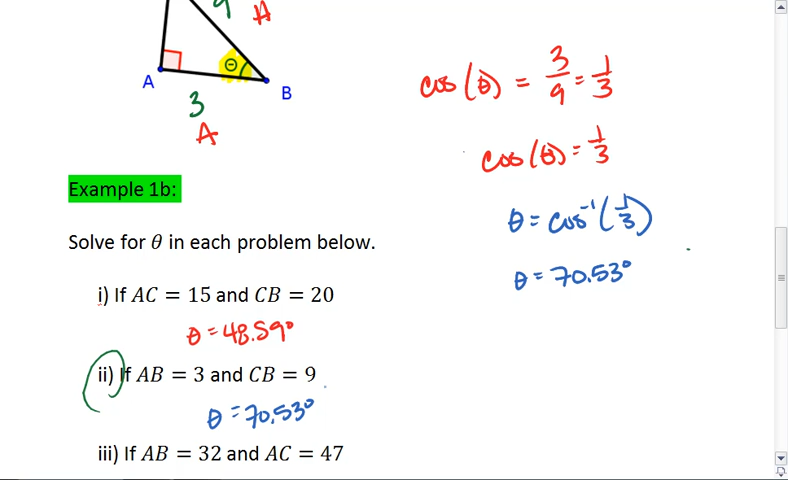 9
A
Θ
A
B
3
A
cos(θ) = 3/9 = 1/3
cos(θ) = 1/3
θ = cos⁻¹(1/3)
θ = 70.53°
Example 1b:
Solve for θ in each problem below.
i) If AC = 15 and CB = 20
θ = 48.59°
ii) If AB = 3 and CB = 9
θ = 70.53°
iii) If AB = 32 and AC = 47